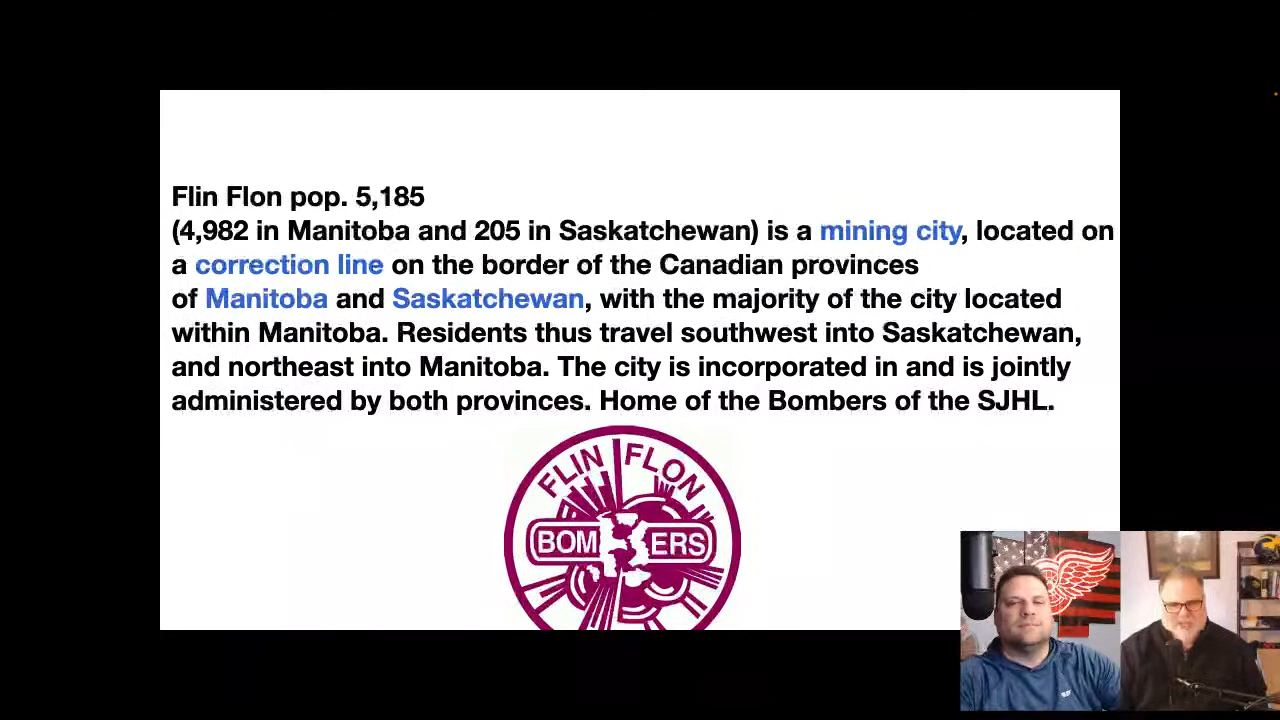 Flin Flon pop. 5,185
(4,982 in Manitoba and 205 in Saskatchewan) is a mining city, located on
a correction line on the border of the Canadian provinces
of Manitoba and Saskatchewan, with the majority of the city located
within Manitoba. Residents thus travel southwest into Saskatchewan,
and northeast into Manitoba. The city is incorporated in and is jointly
administered by both provinces. Home of the Bombers of the SJHL.
FLIN FLON
BOM ERS